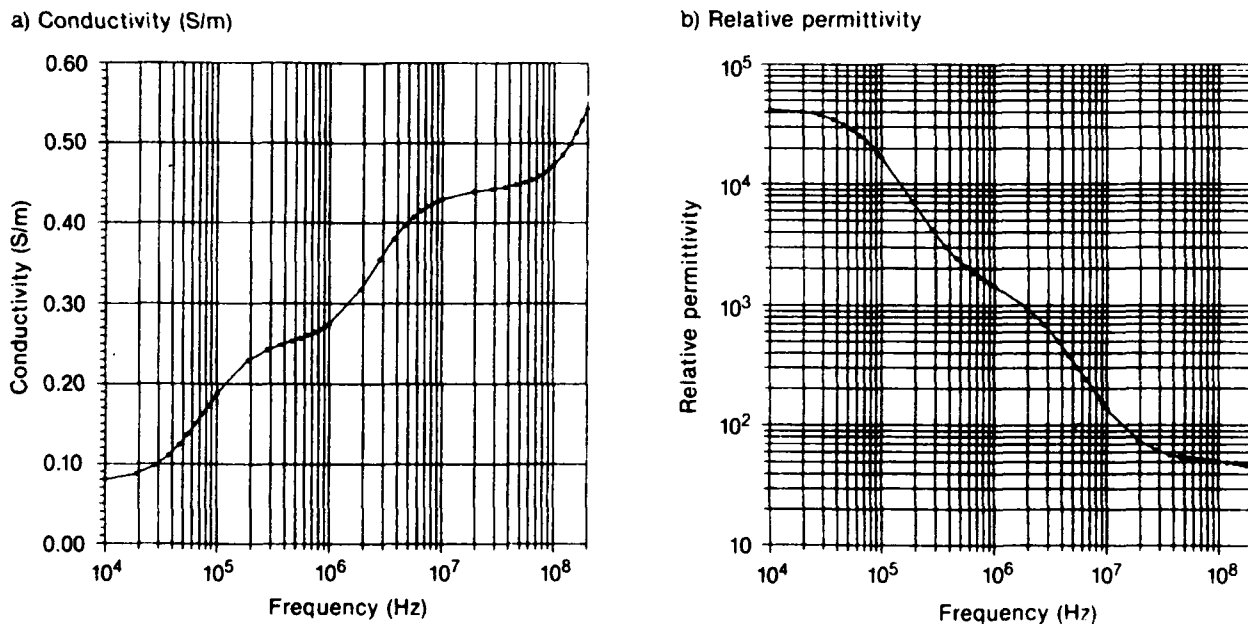 a) Conductivity (S/m)
0.60
0.50
0.40
0.30
0.20
0.10
0.00
Conductivity (S/m)
10⁴ 10⁵ 10⁶ 10⁷ 10⁸
Frequency (Hz)
b) Relative permittivity
10⁵
10⁴
10³
10²
10
Relative permittivity
10⁴ 10⁵ 10⁶ 10⁷ 10⁸
Frequency (Hz)